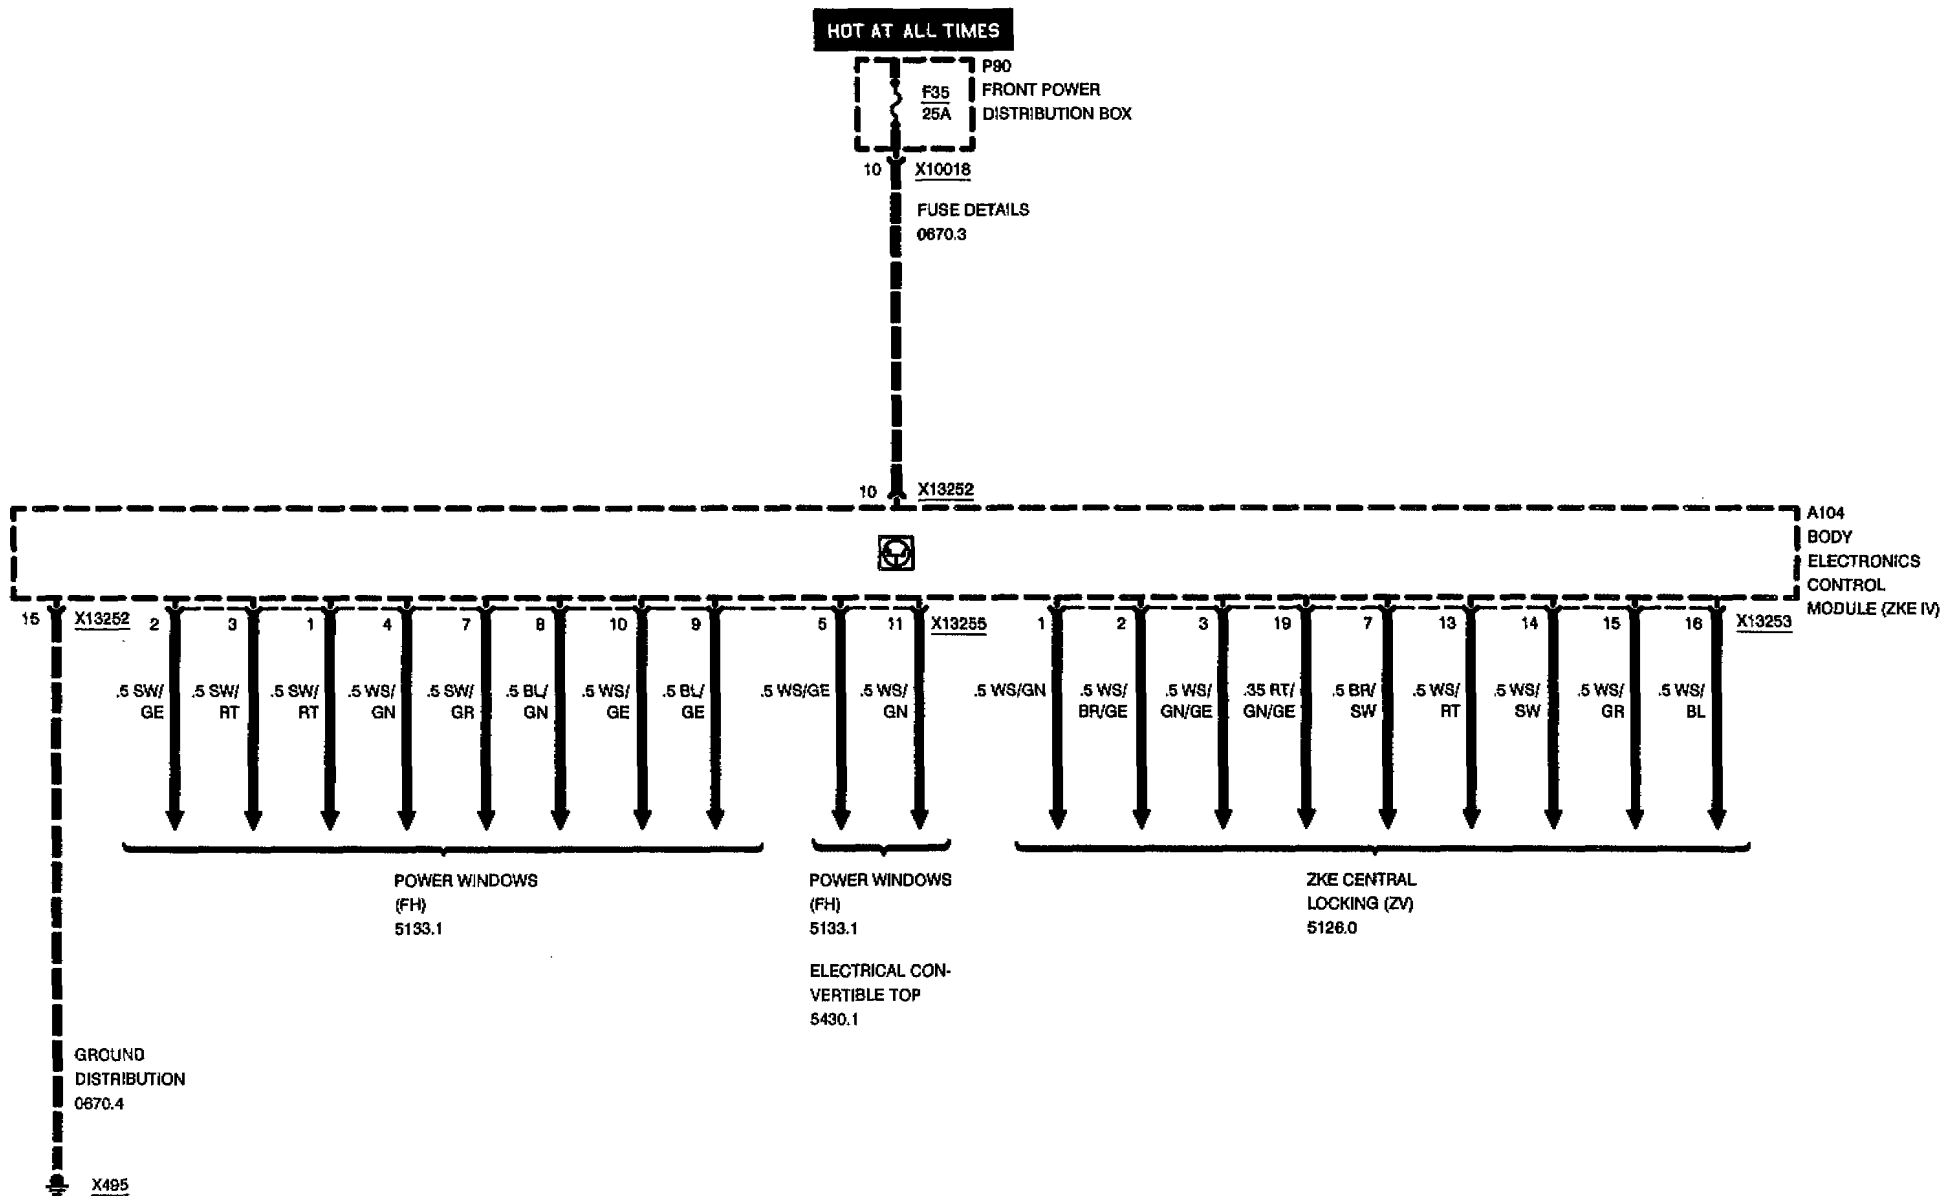 HOT AT ALL TIMES
P90
FRONT POWER
DISTRIBUTION BOX
F35
25A
10
X10018
FUSE DETAILS
0670.3
10
X13252
A104
BODY
ELECTRONICS
CONTROL
MODULE (ZKE IV)
15 X13252 2 3 1 4 7 8 10 9 5 11 X13255 1 2 3 19 7 13 14 15 16 X13253
.5 SW/
GE
.5 SW/
RT
.5 SW/
RT
.5 WS/
GN
.5 SW/
GR
.5 BL/
GN
.5 WS/
GE
.5 BL/
GE
.5 WS/GE
.5 WS/
GN
.5 WS/GN
.5 WS/
BR/GE
.5 WS/
GN/GE
.35 RT/
GN/GE
.5 BR/
SW
.5 WS/
RT
.5 WS/
SW
.5 WS/
GR
.5 WS/
BL
POWER WINDOWS
(FH)
5133.1
POWER WINDOWS
(FH)
5133.1
ELECTRICAL CON-
VERTIBLE TOP
5430.1
ZKE CENTRAL
LOCKING (ZV)
5126.0
GROUND
DISTRIBUTION
0670.4
X495